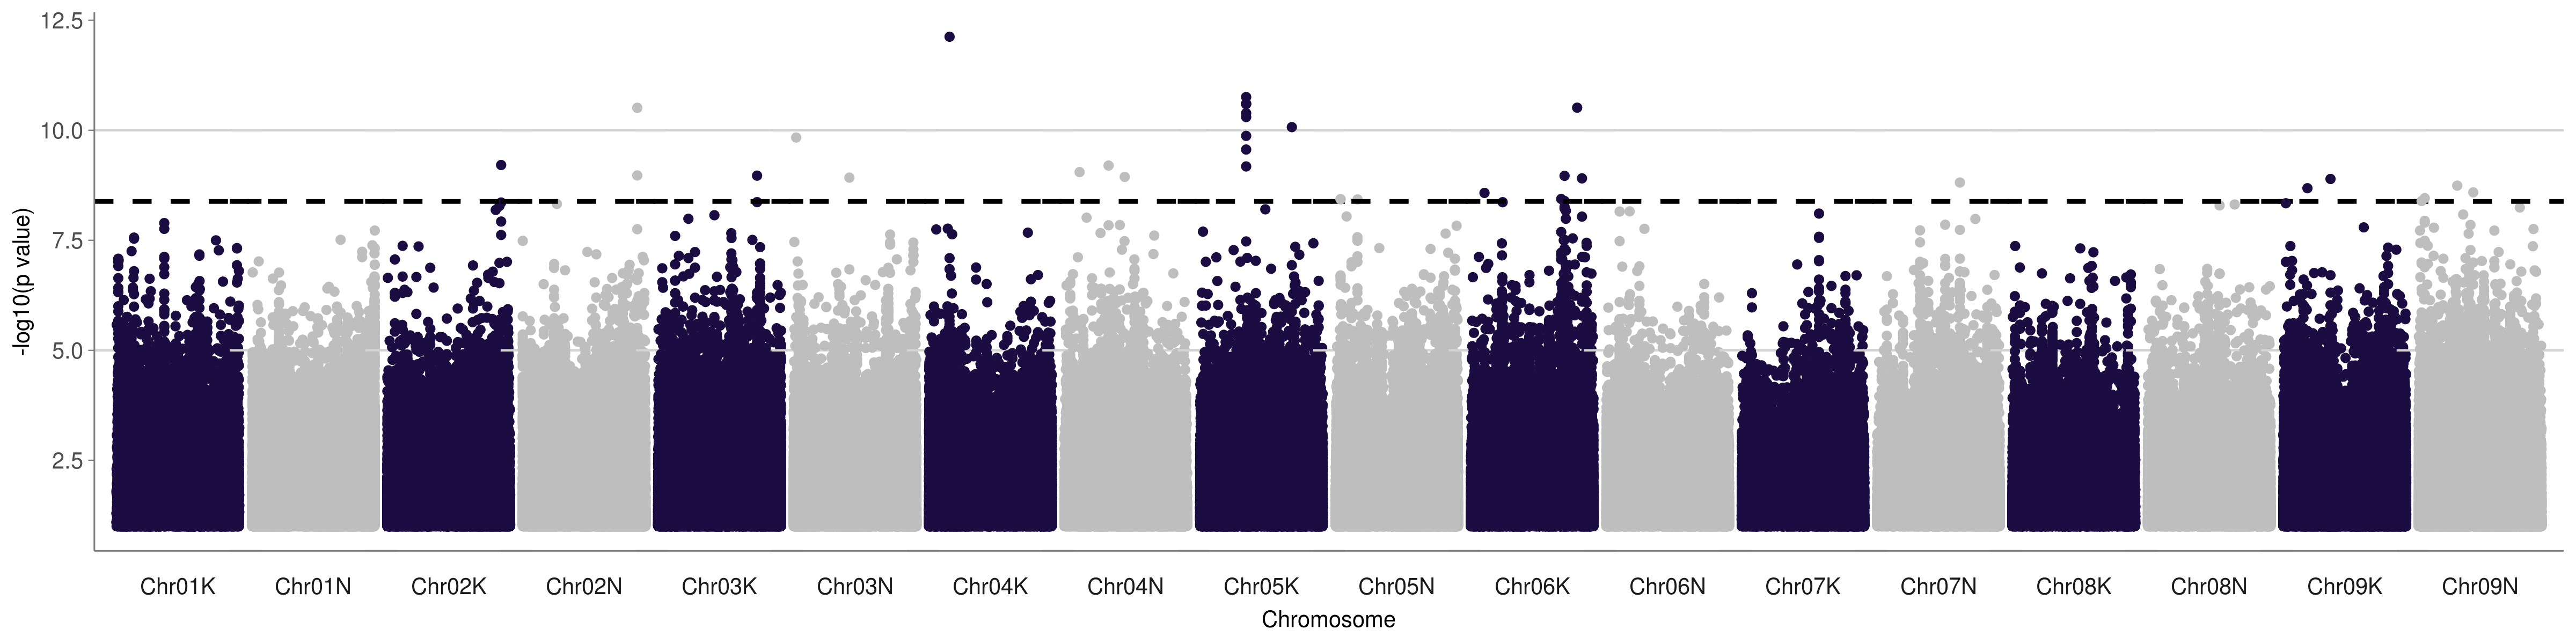 12.5
10.0
7.5
5.0
2.5
-log10(p value)
Chr01K Chr01N Chr02K Chr02N Chr03K Chr03N Chr04K Chr04N Chr05K Chr05N Chr06K Chr06N Chr07K Chr07N Chr08K Chr08N Chr09K Chr09N
Chromosome